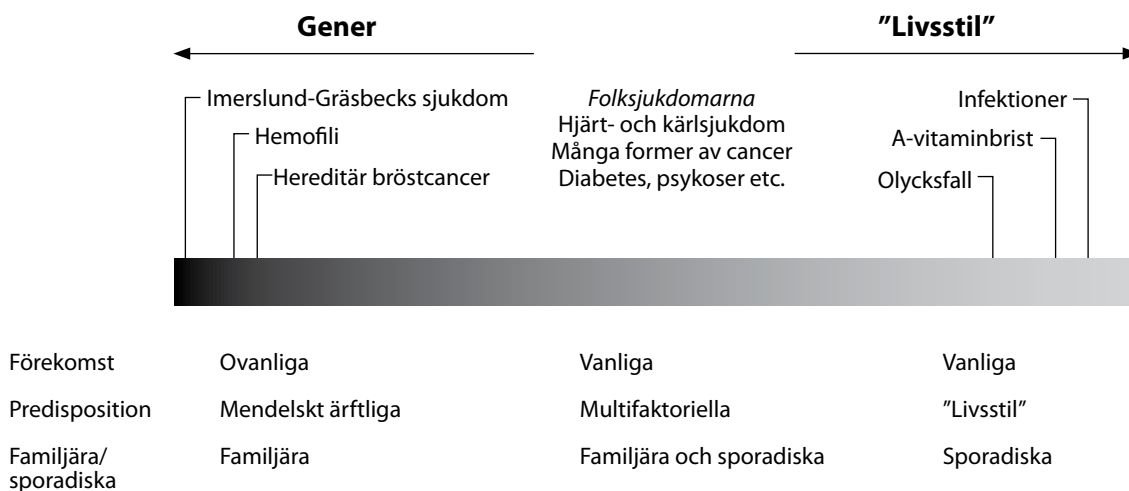 Gener
”Livsstil”
Imerslund-Gräsbecks sjukdom
Hemofili
Hereditär bröstcancer
Folksjukdomarna
Hjärt- och kärlsjukdom
Många former av cancer
Diabetes, psykoser etc.
Infektioner
A-vitaminbrist
Olycksfall
Förekomst Ovanliga Vanliga Vanliga
Predisposition Mendelskt ärftliga Multifaktoriella ”Livsstil”
Familjära/
sporadiska
Familjära Familjära och sporadiska Sporadiska